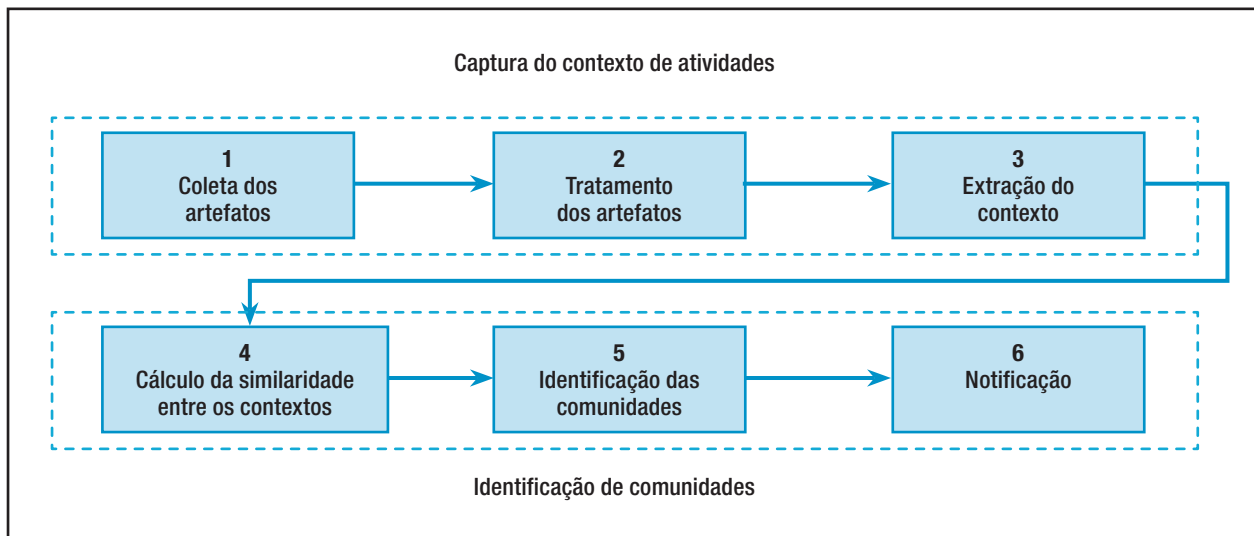 Captura do contexto de atividades
1
Coleta dos
artefatos
2
Tratamento
dos artefatos
3
Extração do
contexto
4
Cálculo da similaridade
entre os contextos
5
Identificação das
comunidades
6
Notificação
Identificação de comunidades